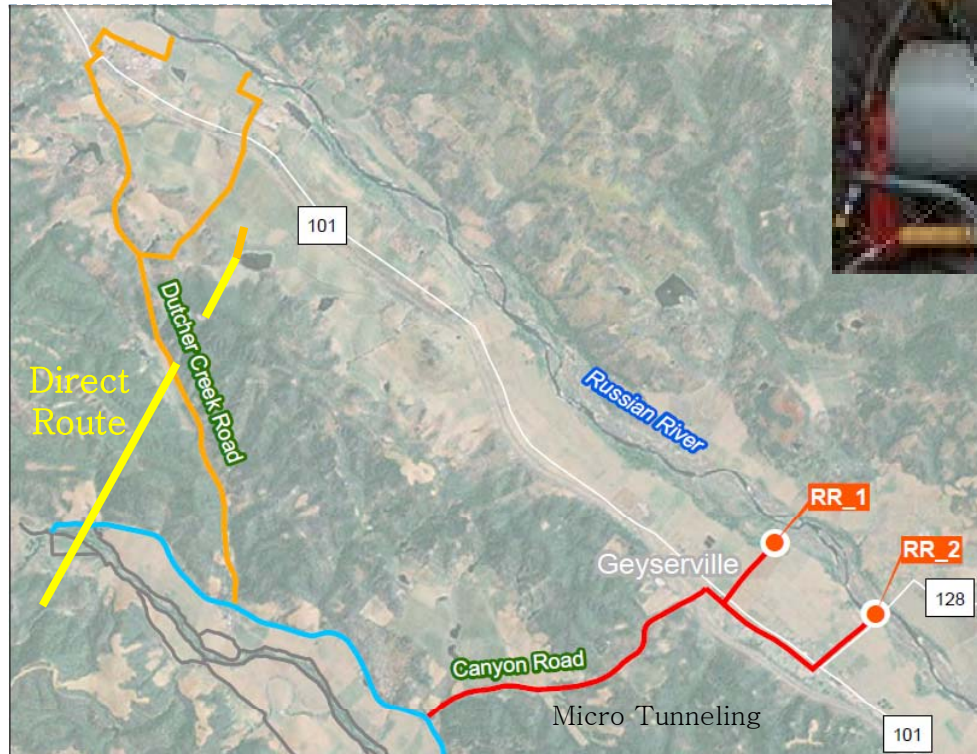 101
Dutcher Creek Road
Direct
Route
Russian River
RR_1
RR_2
Geyserville
128
Canyon Road
Micro Tunneling
101